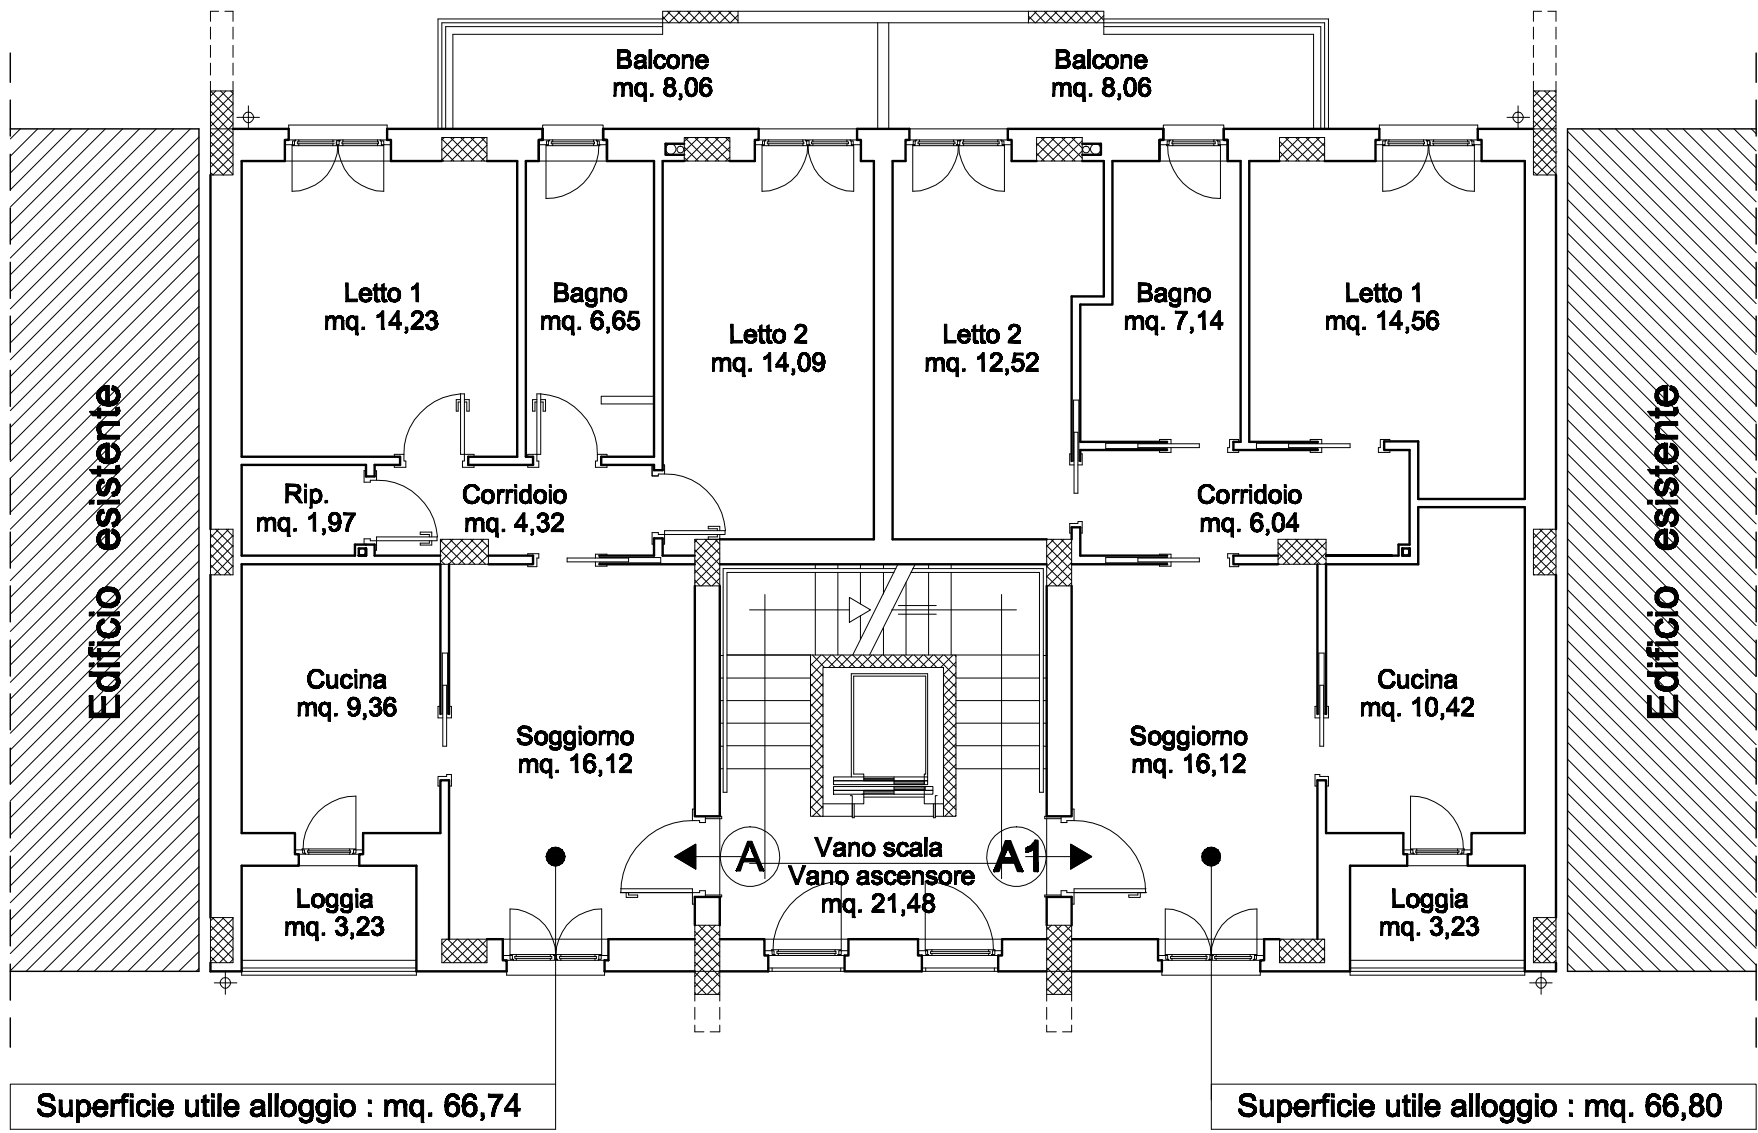 Balcone
mq. 8,06
Balcone
mq. 8,06
Letto 1
mq. 14,23
Bagno
mq. 6,65
Letto 2
mq. 14,09
Letto 2
mq. 12,52
Bagno
mq. 7,14
Letto 1
mq. 14,56
Edificio esistente
Edificio esistente
Rip.
mq. 1,97
Corridoio
mq. 4,32
Corridoio
mq. 6,04
Cucina
mq. 9,36
Soggiorno
mq. 16,12
Soggiorno
mq. 16,12
Cucina
mq. 10,42
A
Vano scala
Vano ascensore
mq. 21,48
A1
Loggia
mq. 3,23
Loggia
mq. 3,23
Superficie utile alloggio : mq. 66,74
Superficie utile alloggio : mq. 66,80